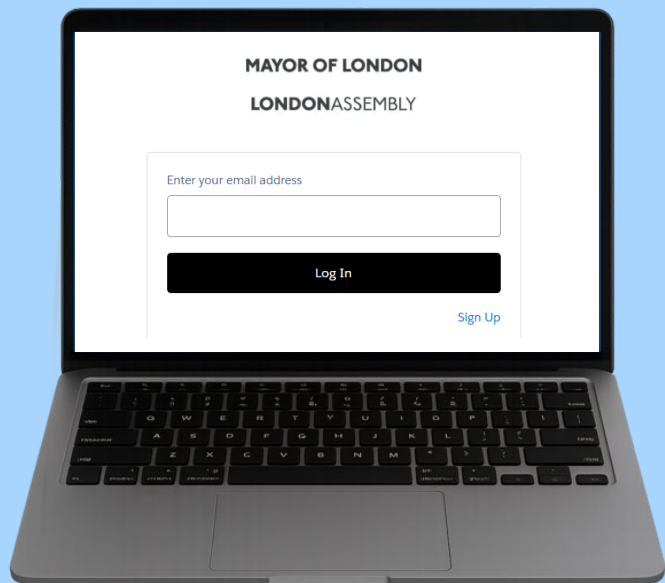 MAYOR OF LONDON
LONDONASSEMBLY
Enter your email address
Log In
Sign Up
Q W E R T Y U I O P
A S D F G H J K L
Z X C V B N M